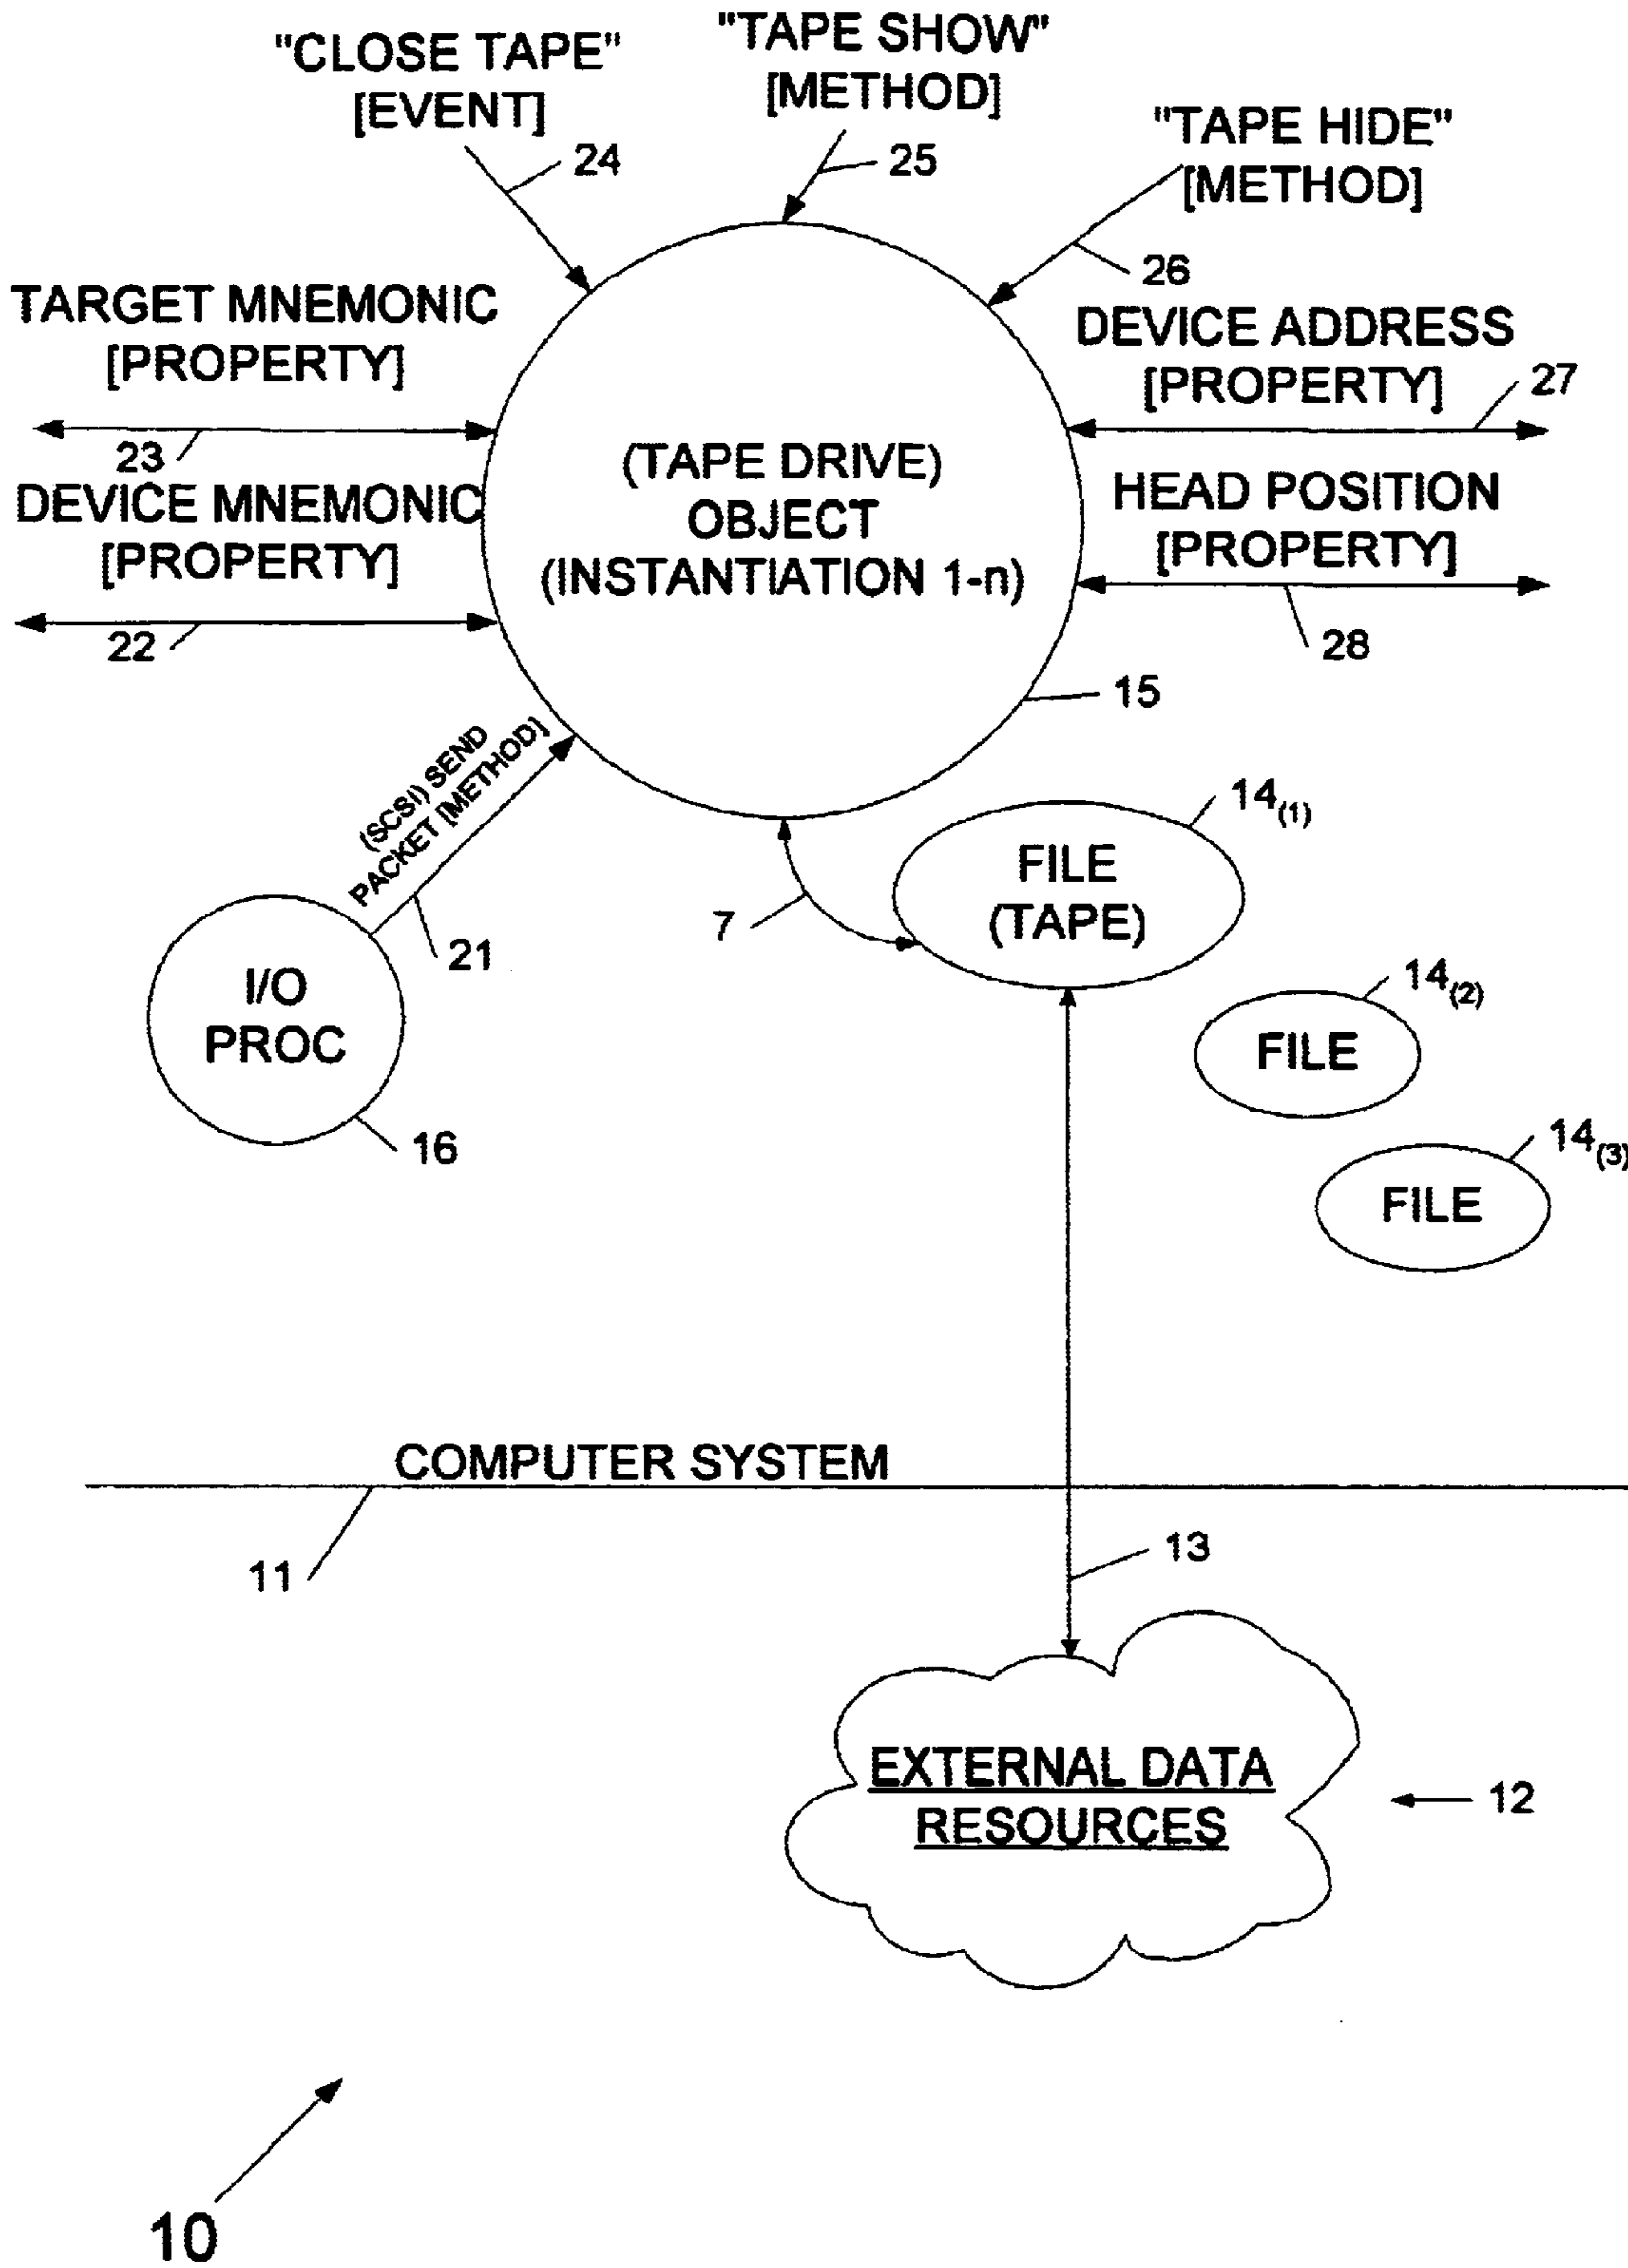 "CLOSE TAPE"
[EVENT]
24
"TAPE SHOW"
[METHOD]
25
"TAPE HIDE"
[METHOD]
26
TARGET MNEMONIC
[PROPERTY]
23
DEVICE MNEMONIC
[PROPERTY]
22
(TAPE DRIVE)
OBJECT
(INSTANTIATION 1-n)
DEVICE ADDRESS
[PROPERTY]
27
HEAD POSITION
[PROPERTY]
28
15
(SCSI) SEND
PACKET [METHOD]
21
I/O
PROC
16
7
FILE
(TAPE)
14(1)
FILE
14(2)
FILE
14(3)
COMPUTER SYSTEM
11
13
EXTERNAL DATA
RESOURCES
12
10